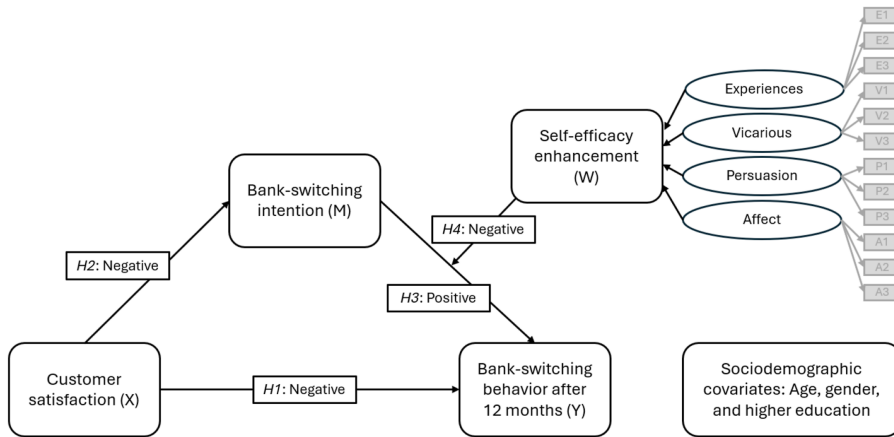 E1
E2
E3
Experiences
V1
Vicarious
V2
V3
Self-efficacy
enhancement
(W)
Persuasion
P1
P2
P3
Affect
A1
A2
A3
Bank-switching
intention (M)
H4: Negative
H2: Negative
H3: Positive
Customer
satisfaction (X)
H1: Negative
Bank-switching
behavior after
12 months (Y)
Sociodemographic
covariates: Age, gender,
and higher education